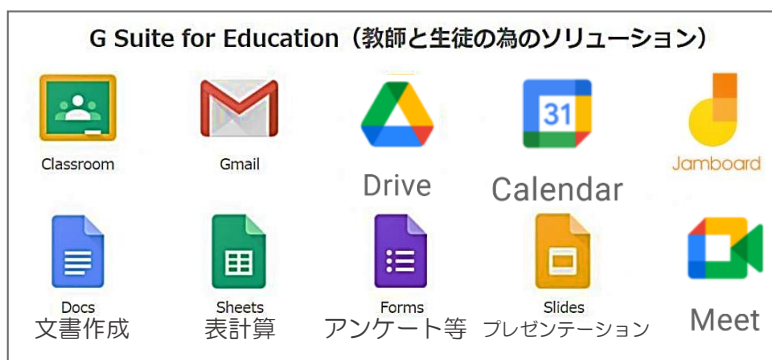 G Suite for Education（教師と生徒の為のソリューション）
Classroom
Gmail
Drive
31
Calendar
Jamboard
Docs
文書作成
Sheets
表計算
Forms
アンケート等
Slides
プレゼンテーション
Meet